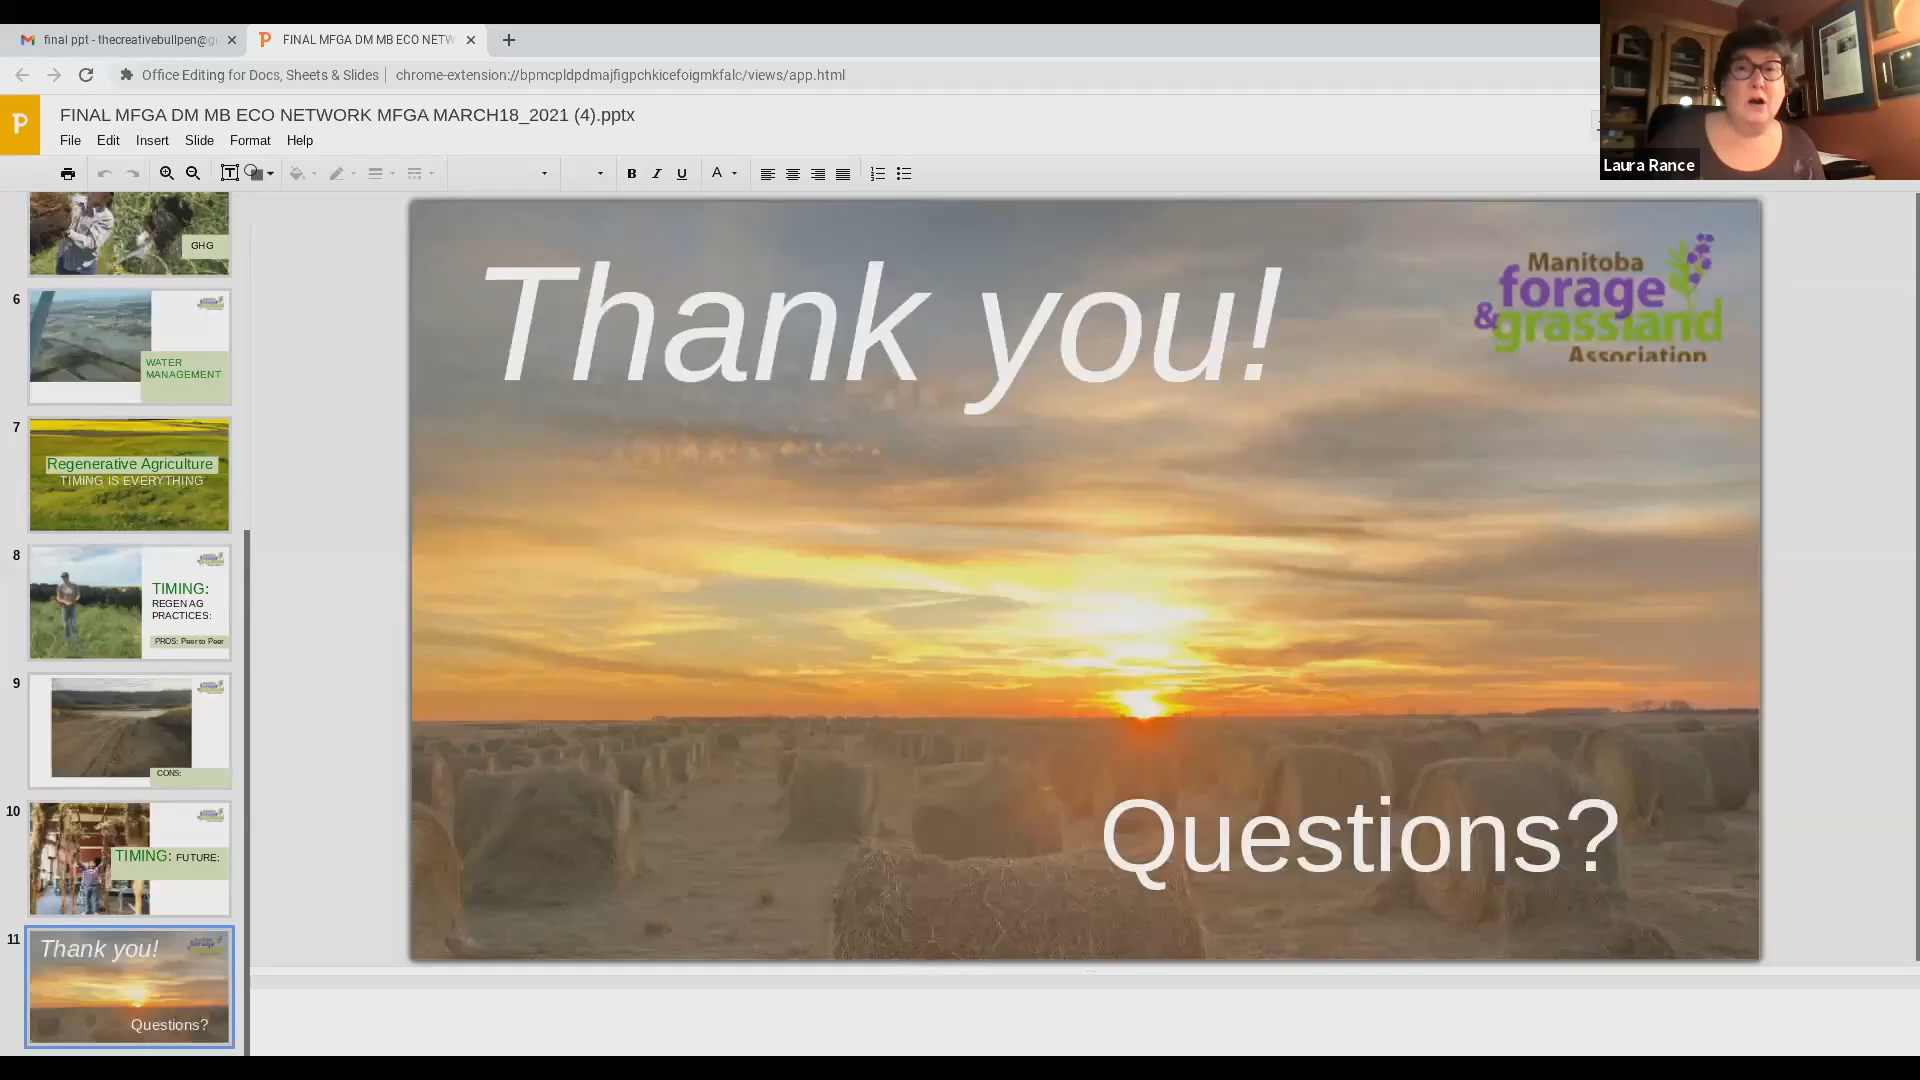 final ppt - thecreativebullpen@g
FINAL MFGA DM MB ECO NETW
Office Editing for Docs, Sheets & Slides
chrome-extension://bpmcpldpdmajfigpchkicefoigmkfalc/views/app.html
P
FINAL MFGA DM MB ECO NETWORK MFGA MARCH18_2021 (4).pptx
File Edit Insert Slide Format Help
T
B I U A
Laura Rance
GHG
6
WATER
MANAGEMENT
7
Regenerative Agriculture
TIMING IS EVERYTHING
8
TIMING:
REGEN AG
PRACTICES:
PROS: Peer to Peer
9
CONS:
10
TIMING: FUTURE:
11
Thank you!
Questions?
Thank you!
Manitoba
forage
&grassland
Association
Questions?